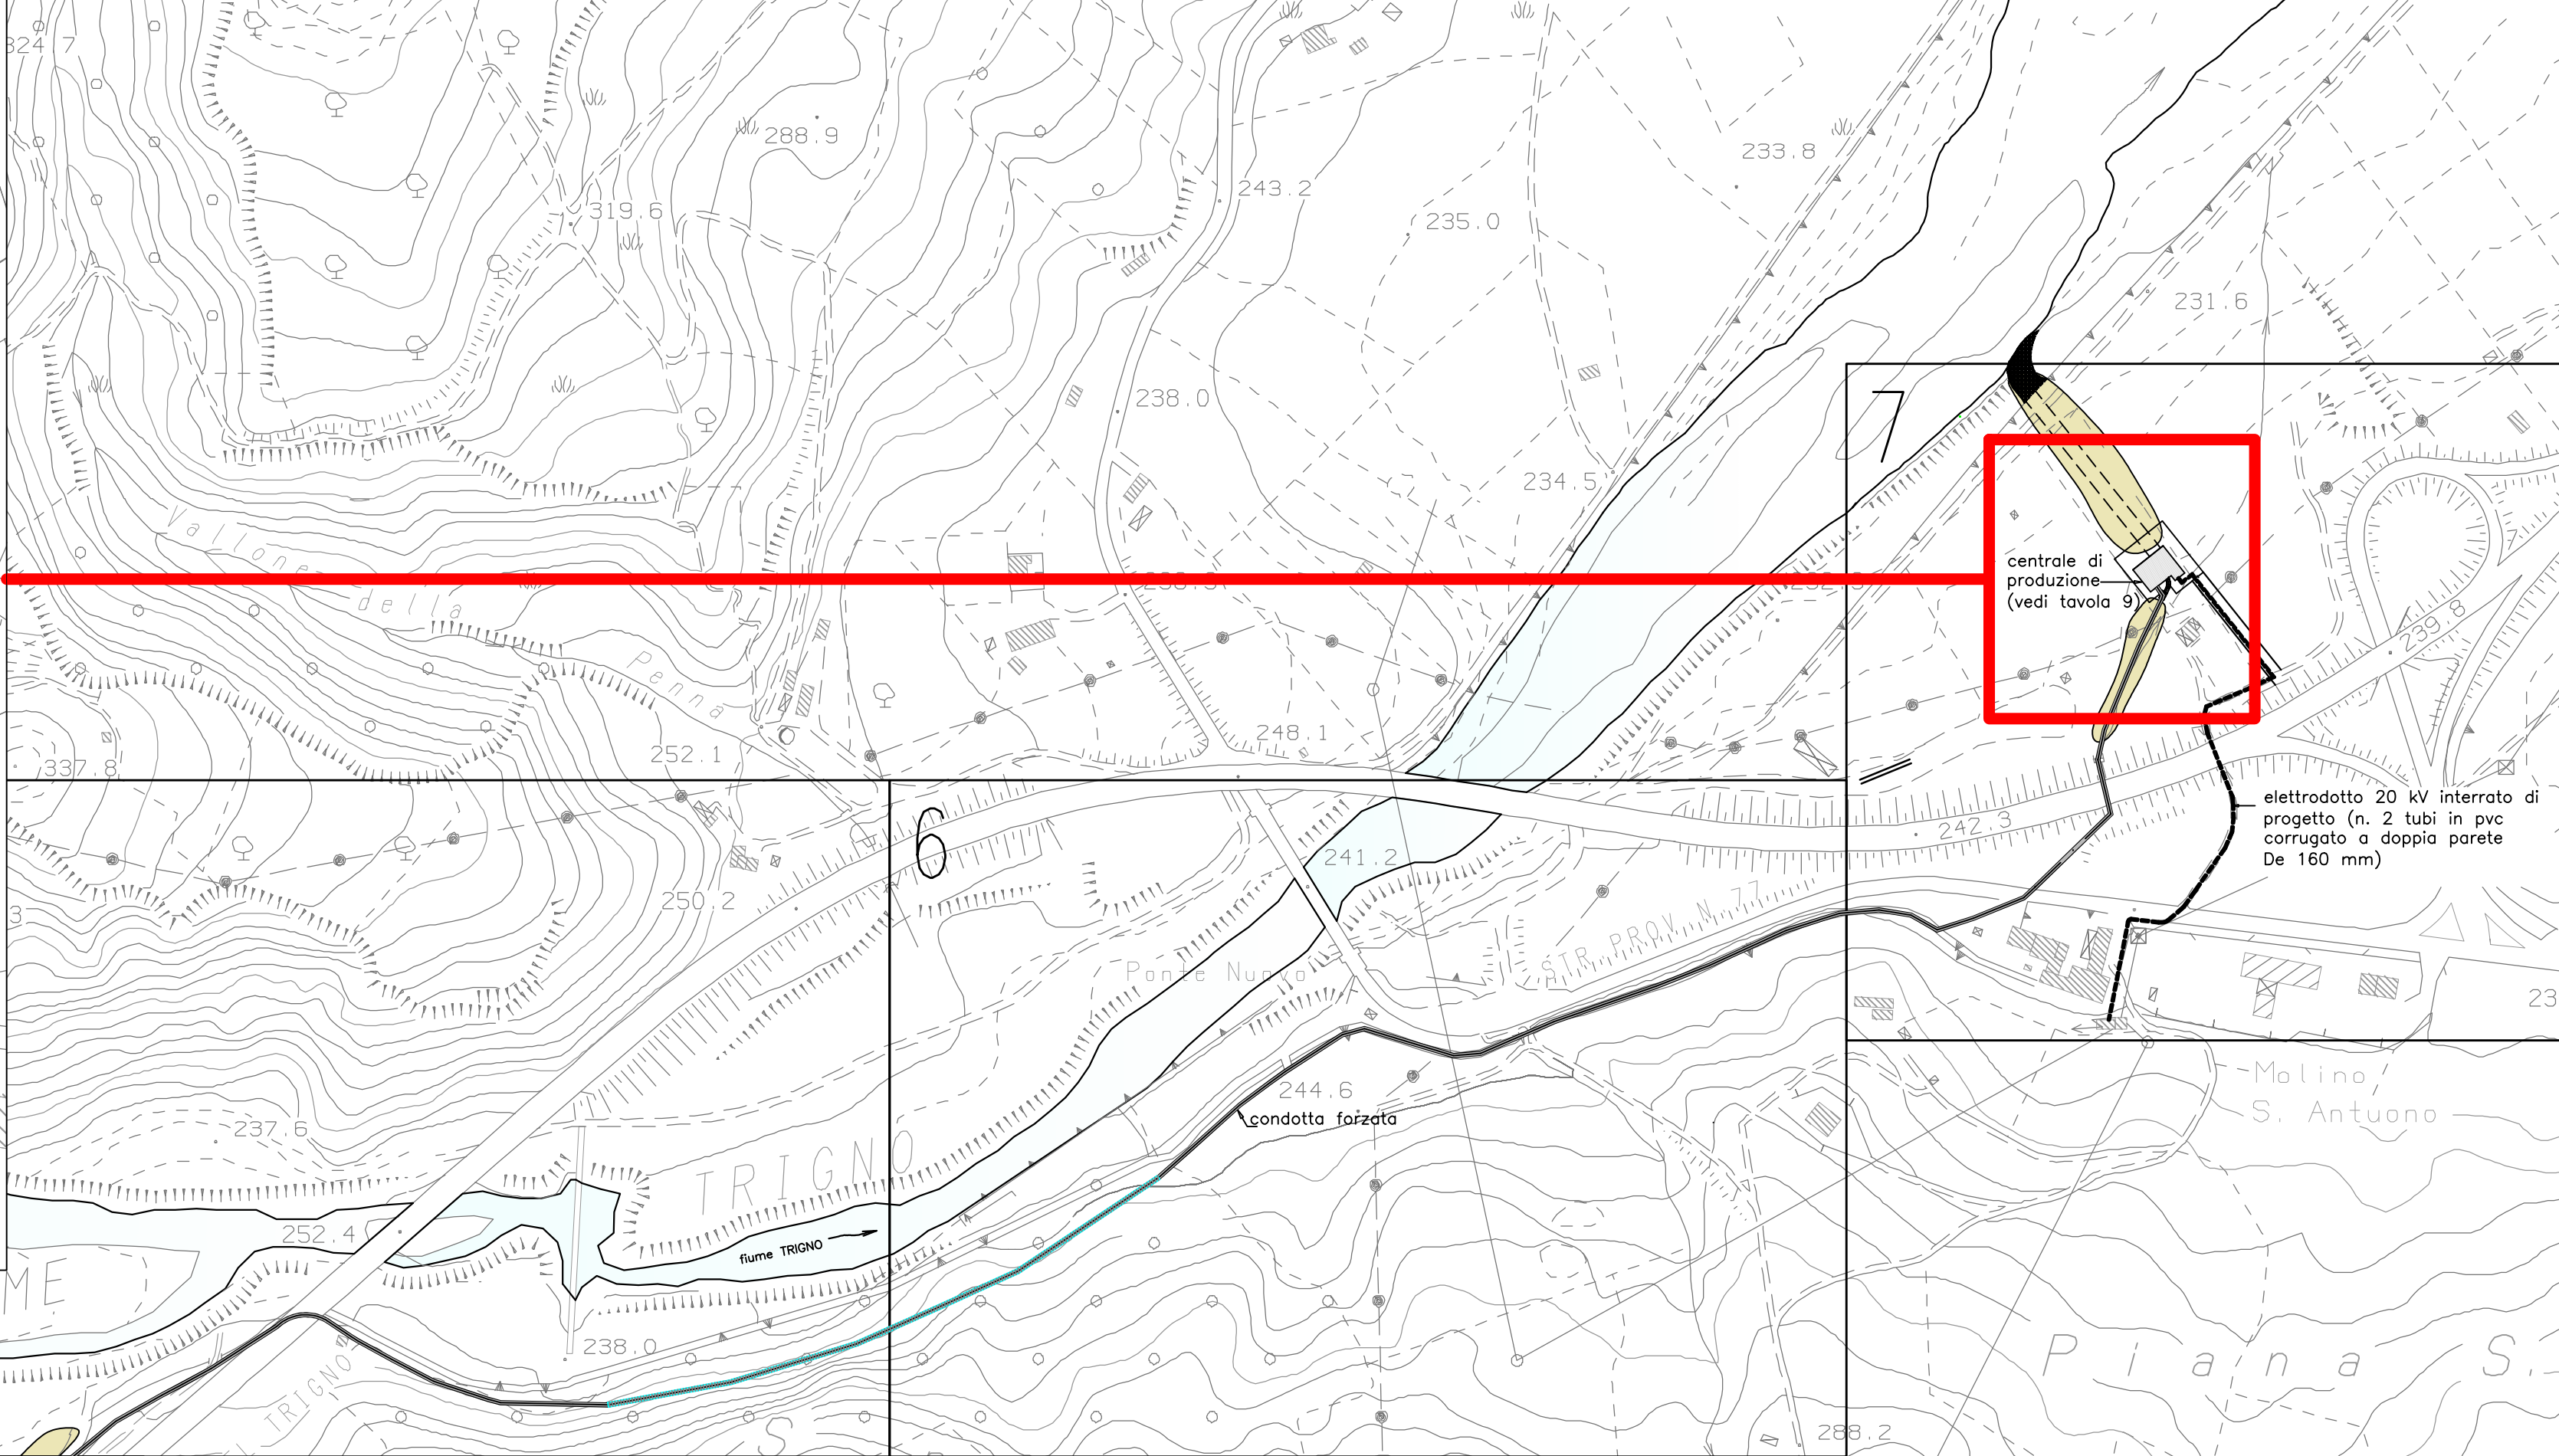 324.7
288.9
319.6
243.2
233.8
235.0
231.6
238.0
7
234.5
Vallone
della
Penna
centrale di
produzione
(vedi tavola 9)
239.8
248.1
252.1
337.8
elettrodotto 20 kV interrato di
progetto (n. 2 tubi in pvc
corrugato a doppia parete
De 160 mm)
242.3
6
241.2
250.2
3
STR PROV N 77
Ponte Nuovo
23
244.6
condotta forzata
Molino
S. Antuono
237.6
TRIGNO
252.4
fiume TRIGNO
ME
238.0
TRIGNO
Piana S.
S
288.2